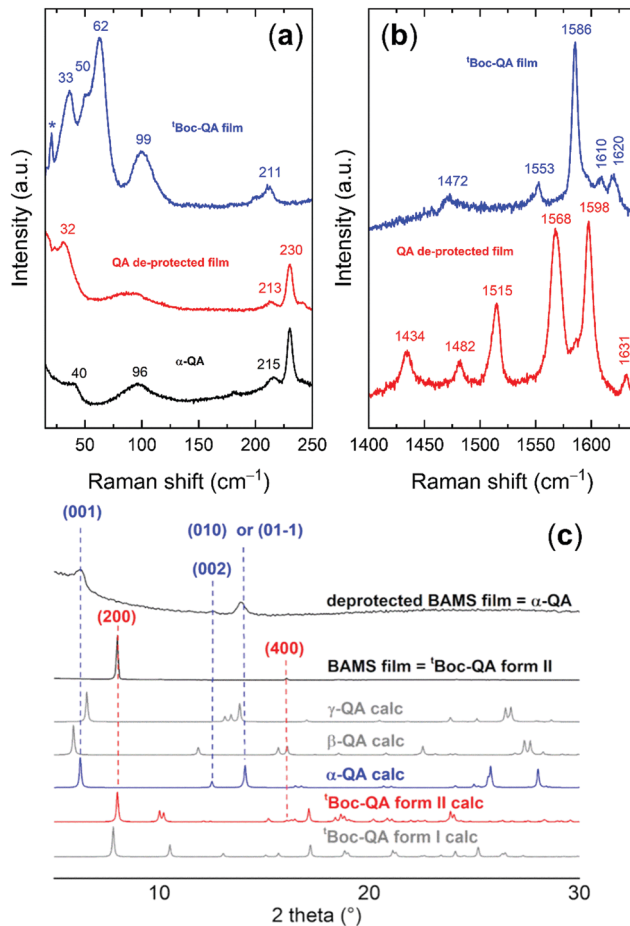 (a)
62
50
33
*
99
211
ᵗBoc-QA film
32
QA de-protected film
230
213
α-QA
40
96
215
Intensity (a.u.)
50 100 150 200 250
Raman shift (cm⁻¹)
(b)
1586
ᵗBoc-QA film
1472
1553
1610
1620
QA de-protected film
1568
1598
1515
1434
1482
1631
Intensity (a.u.)
1400 1450 1500 1550 1600
Raman shift (cm⁻¹)
(c)
(001)
(010) or (01-1)
(002)
deprotected BAMS film = α-QA
(200)
(400)
BAMS film = ᵗBoc-QA form II
γ-QA calc
β-QA calc
α-QA calc
ᵗBoc-QA form II calc
ᵗBoc-QA form I calc
10 20 30
2 theta (°)